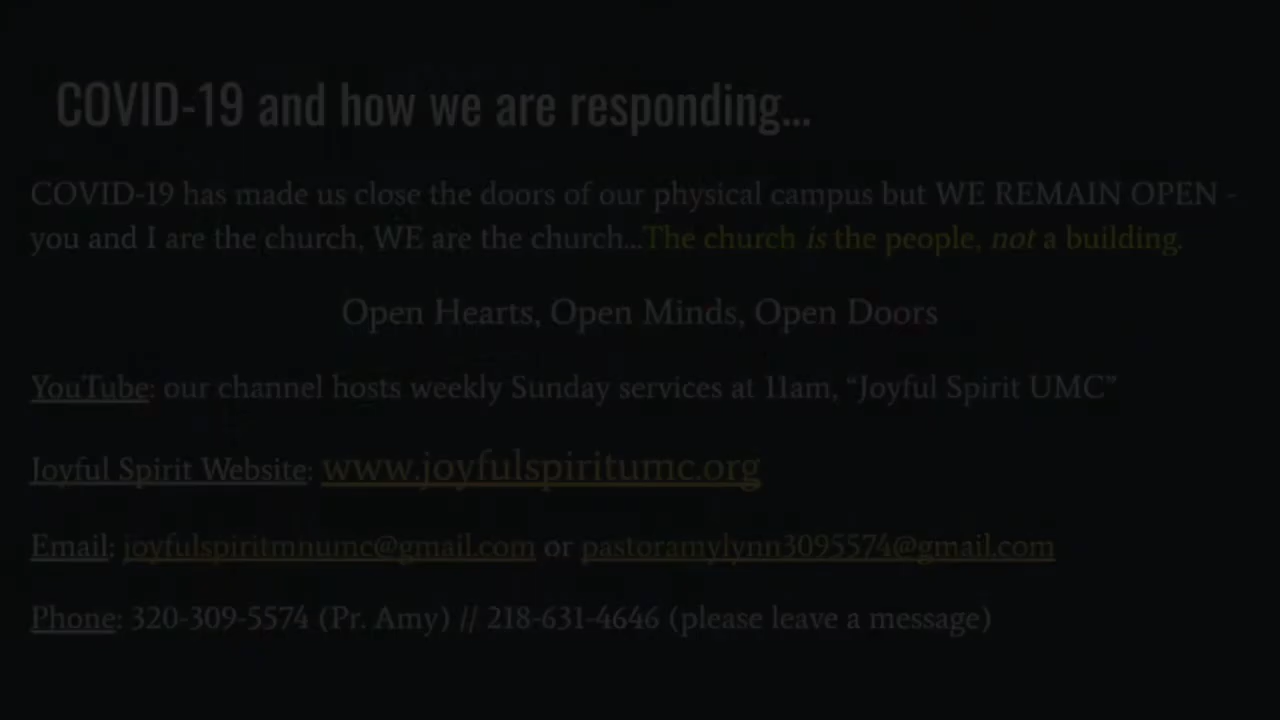 COVID-19 and how we are responding...
COVID-19 has made us close the doors of our physical campus but WE REMAIN OPEN -
you and I are the church, WE are the church...The church is the people, not a building.
Open Hearts, Open Minds, Open Doors
YouTube: our channel hosts weekly Sunday services at 11am, “Joyful Spirit UMC”
Joyful Spirit Website: www.joyfulspiritumc.org
Email: joyfulspiritmnumc@gmail.com or pastoramylynn3095574@gmail.com
Phone: 320-309-5574 (Pr. Amy) // 218-631-4646 (please leave a message)